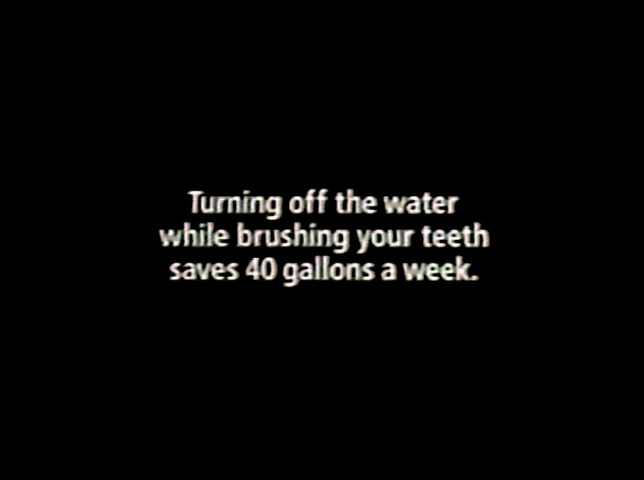 Turning off the water
while brushing your teeth
saves 40 gallons a week.